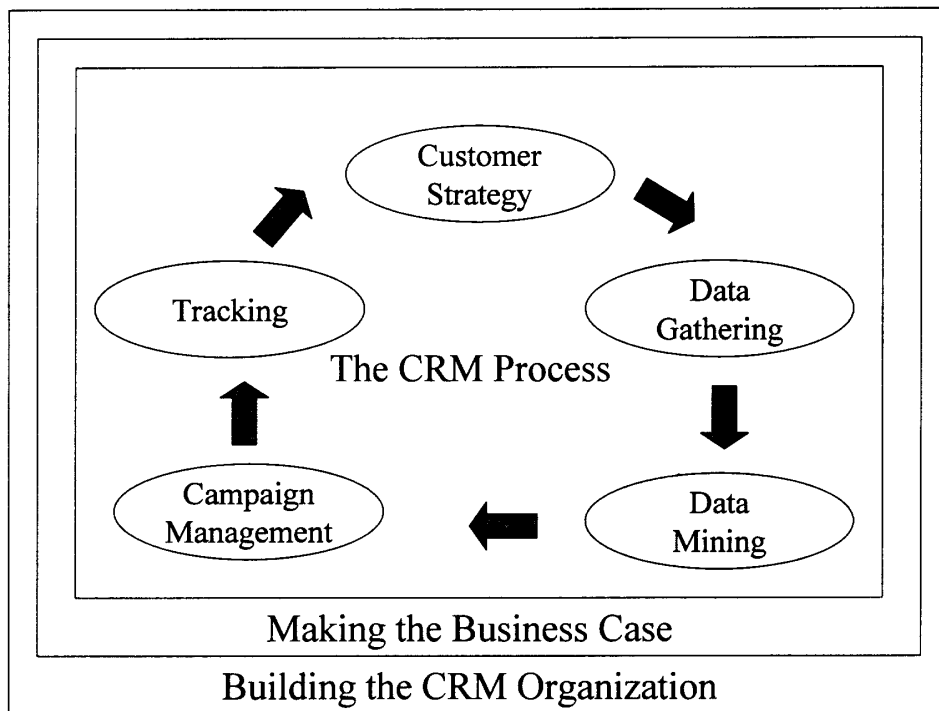 Customer
Strategy
Tracking
Data
Gathering
The CRM Process
Campaign
Management
Data
Mining
Making the Business Case
Building the CRM Organization